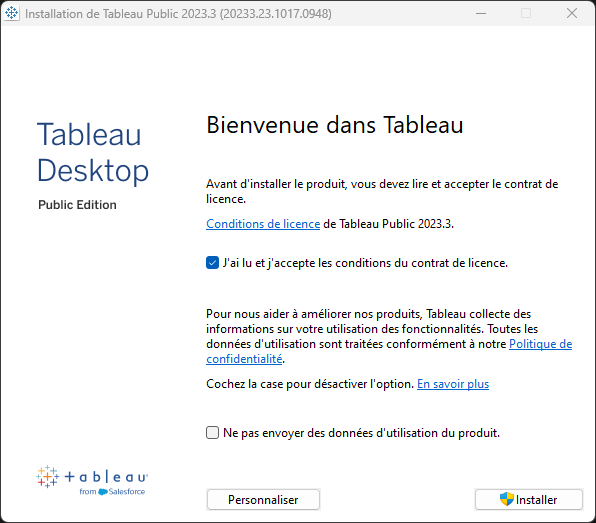 Installation de Tableau Public 2023.3 (20233.23.1017.0948)
Tableau
Desktop
Public Edition
Bienvenue dans Tableau
Avant d'installer le produit, vous devez lire et accepter le contrat de
licence.
Conditions de licence de Tableau Public 2023.3.
J'ai lu et j'accepte les conditions du contrat de licence.
Pour nous aider à améliorer nos produits, Tableau collecte des
informations sur votre utilisation des fonctionnalités. Toutes les
données d'utilisation sont traitées conformément à notre Politique de
confidentialité.
Cochez la case pour désactiver l'option. En savoir plus
Ne pas envoyer des données d'utilisation du produit.
tableau
from Salesforce
Personnaliser
Installer